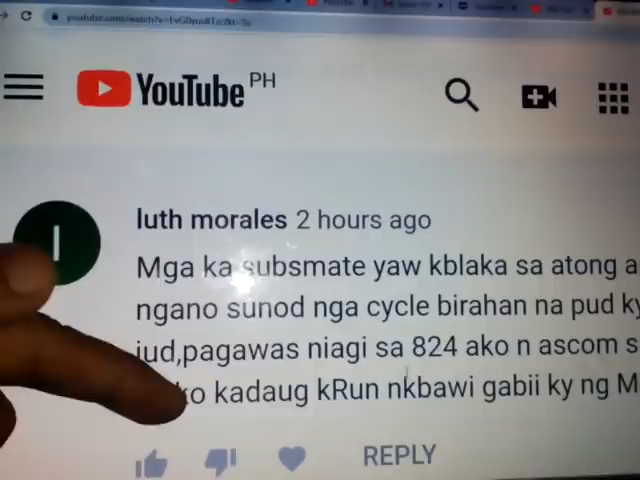 YouTube PH
luth morales 2 hours ago
Mga ka subsmate yaw kblaka sa atong a
ngano sunod nga cycle birahan na pud ky
jud,pagawas niagi sa 824 ako n ascom s
ko kadaug kRun nkbawi gabii ky ng M
REPLY